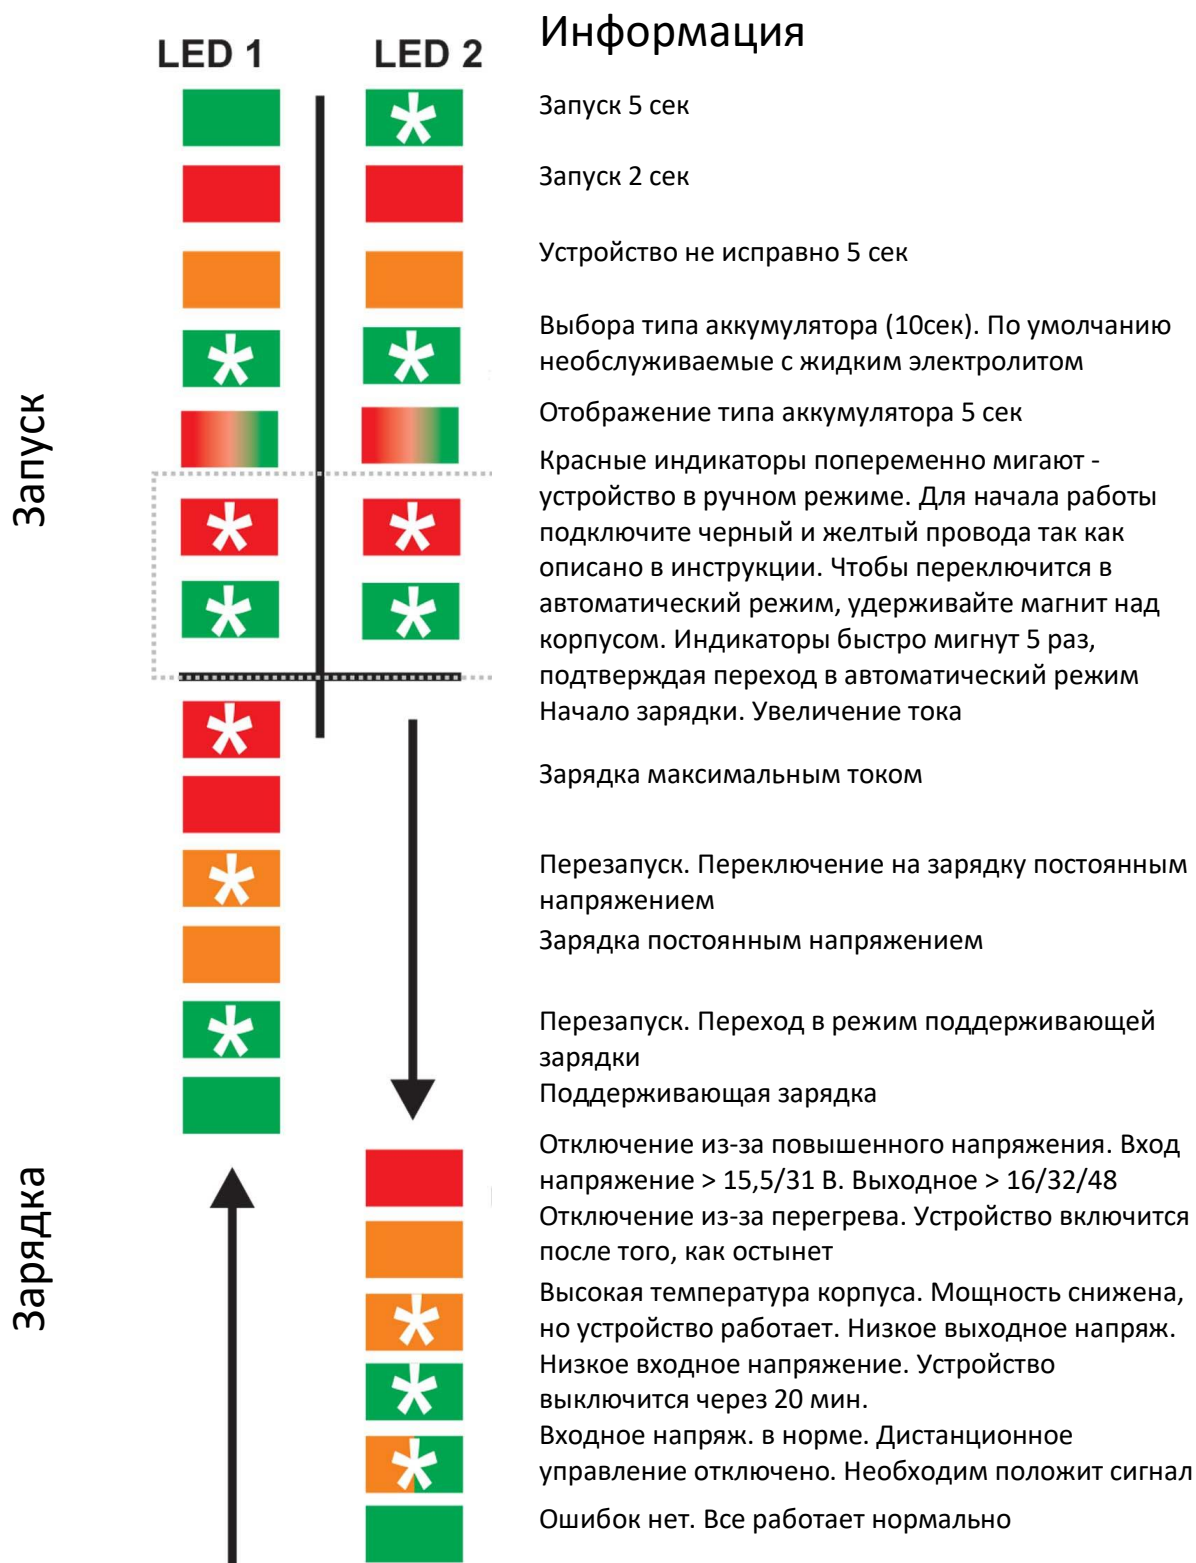 LED 1
LED 2
Информация
Запуск
Запуск 5 сек
Запуск 2 сек
Устройство не исправно 5 сек
Выбора типа аккумулятора (10сек). По умолчанию
необслуживаемые с жидким электролитом
Отображение типа аккумулятора 5 сек
Красные индикаторы попеременно мигают -
устройство в ручном режиме. Для начала работы
подключите черный и желтый провода так как
описано в инструкции. Чтобы переключится в
автоматический режим, удерживайте магнит над
корпусом. Индикаторы быстро мигнут 5 раз,
подтверждая переход в автоматический режим
Начало зарядки. Увеличение тока
Зарядка максимальным током
Перезапуск. Переключение на зарядку постоянным
напряжением
Зарядка постоянным напряжением
Перезапуск. Переход в режим поддерживающей
зарядки
Поддерживающая зарядка
Зарядка
Отключение из-за повышенного напряжения. Вход
напряжение > 15,5/31 В. Выходное > 16/32/48
Отключение из-за перегрева. Устройство включится
после того, как остынет
Высокая температура корпуса. Мощность снижена,
но устройство работает. Низкое выходное напряж.
Низкое входное напряжение. Устройство
выключится через 20 мин.
Входное напряж. в норме. Дистанционное
управление отключено. Необходим положит сигнал
Ошибок нет. Все работает нормально